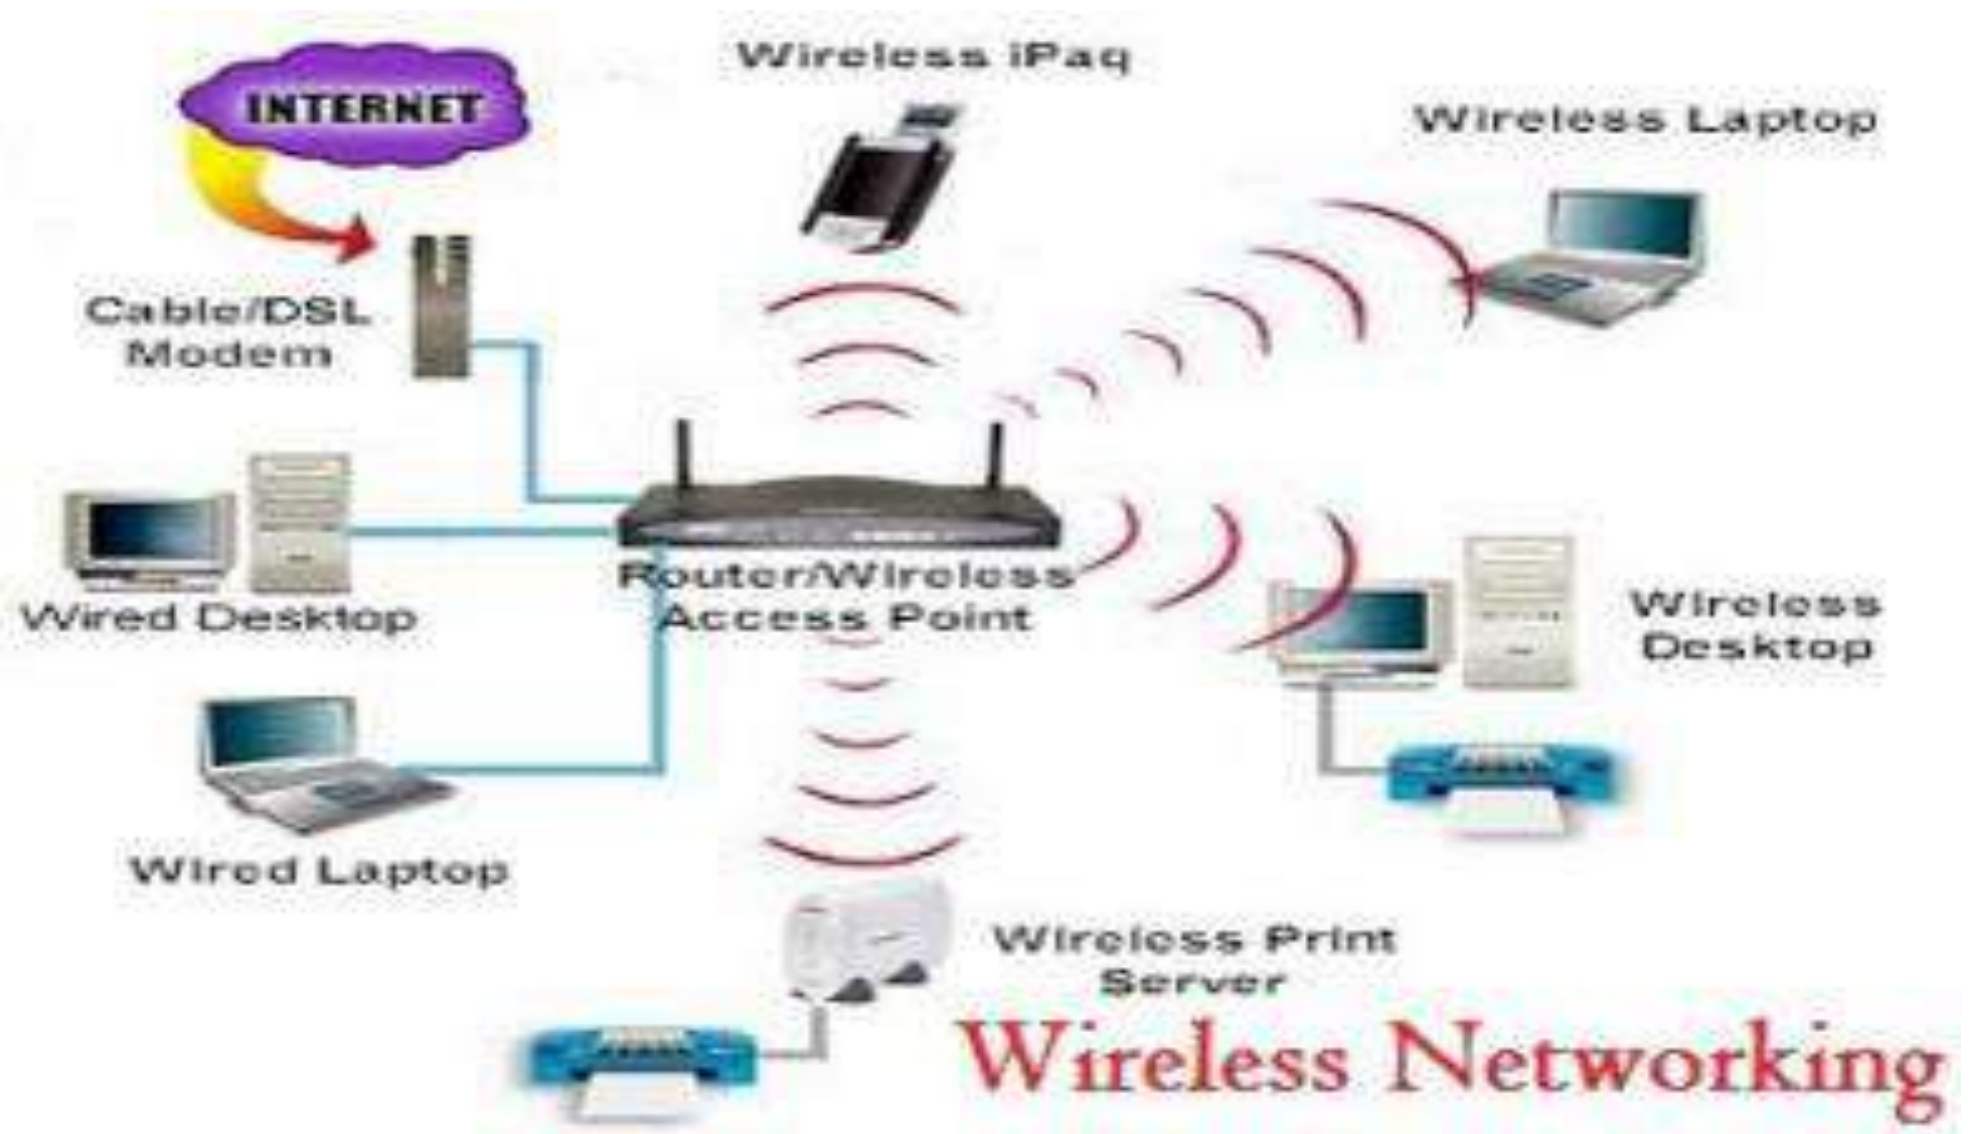 INTERNET
Wireless iPaq
Wireless Laptop
Cable/DSL
Modem
Wired Desktop
Router/Wireless
Access Point
Wireless
Desktop
Wired Laptop
Wireless Print
Server
Wireless Networking